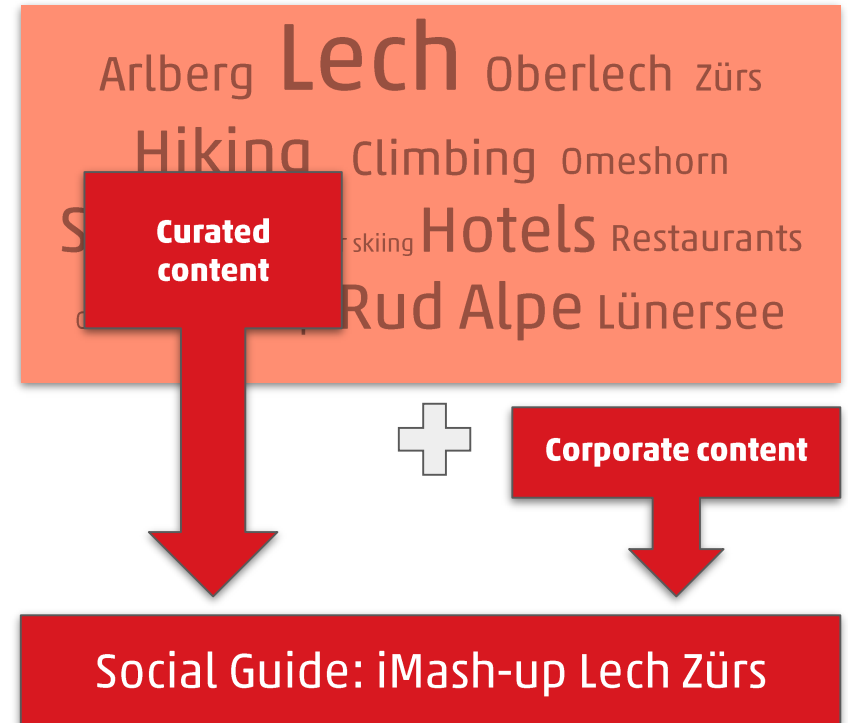 Arlberg Lech Oberlech Zürs
Hiking Climbing Omeshorn
skiing Hotels Restaurants
Rud Alpe Lünersee
Curated
content
Corporate content
Social Guide: iMash-up Lech Zürs